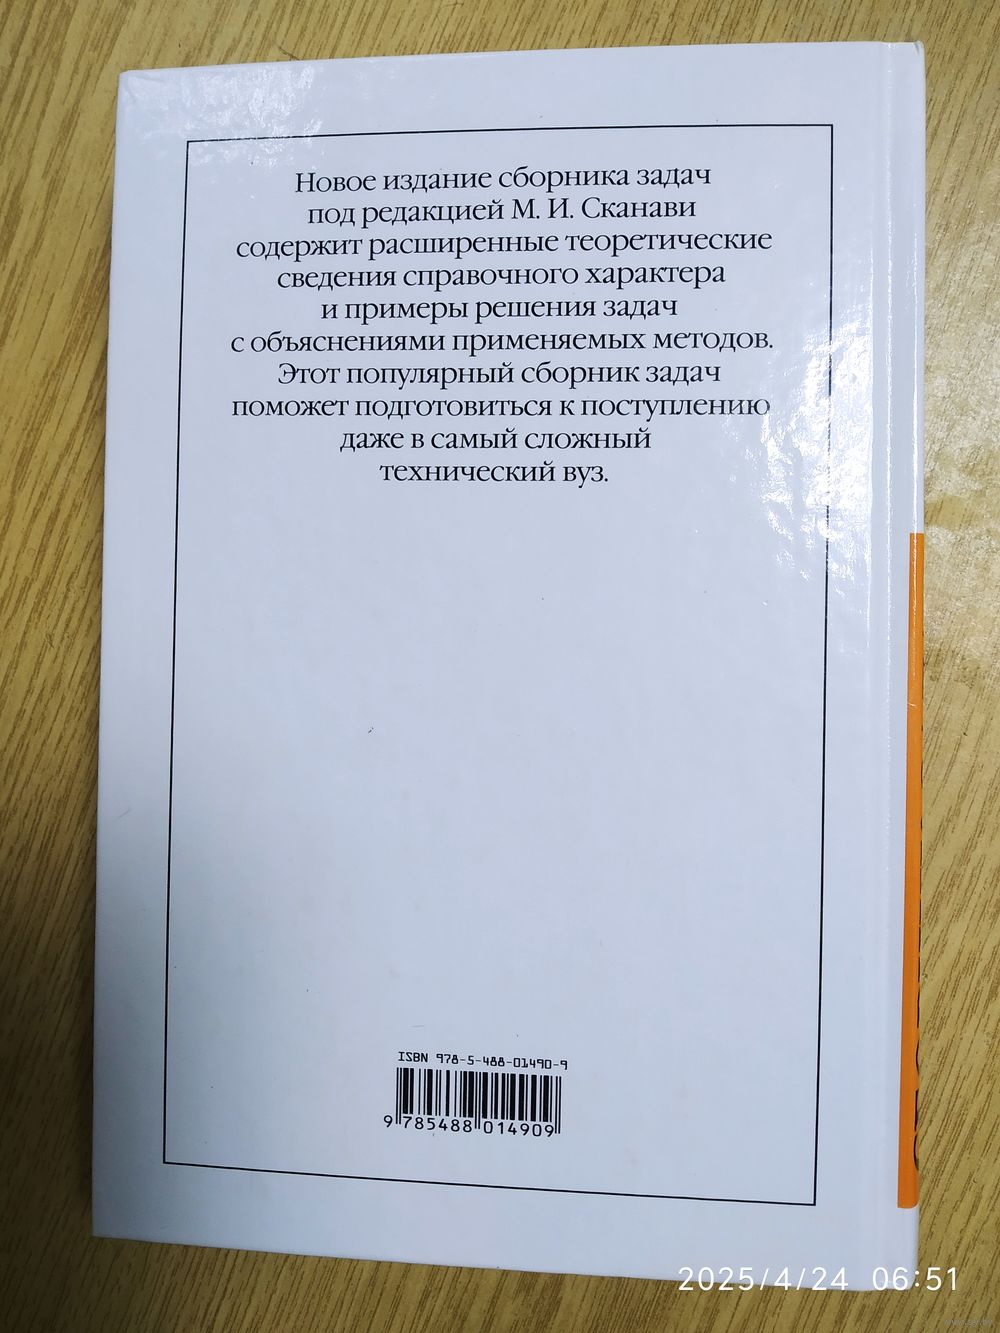 Новое издание сборника задач
под редакцией М. И. Сканави
содержит расширенные теоретические
сведения справочного характера
и примеры решения задач
с объяснениями применяемых методов.
Этот популярный сборник задач
поможет подготовиться к поступлению
даже в самый сложный
технический вуз.
ISBN 978-5-488-01490-9
9 785488 014909
2025/4/24 06:51